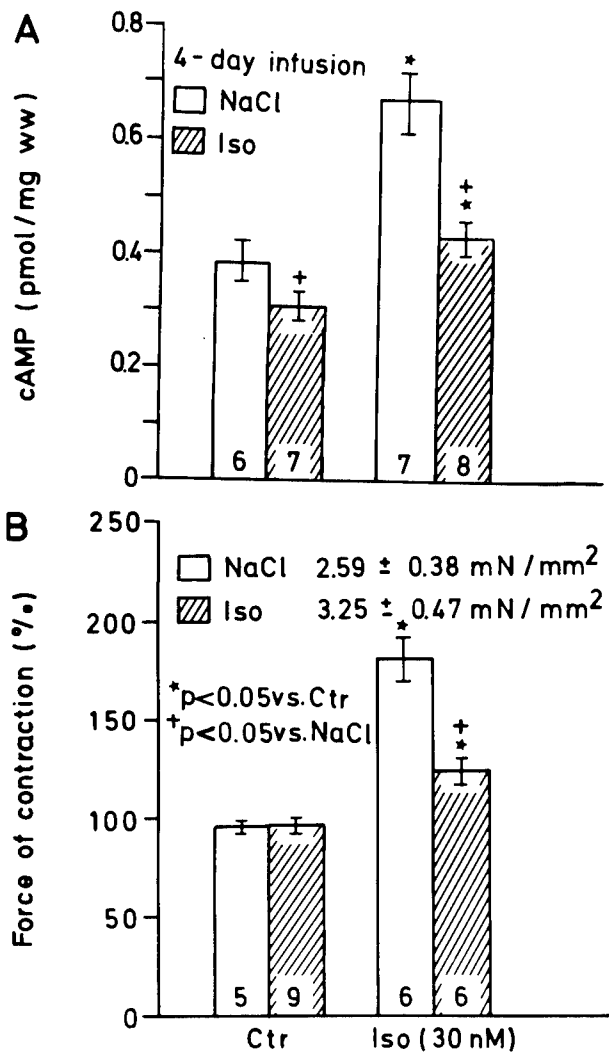 A
0.8
4-day infusion
NaCl
Iso
0.6
0.4
0.2
0
cAMP (pmol/mg ww)
*
+
+
*
6
7
7
8
B
250
NaCl 2.59 ± 0.38 mN/mm²
Iso 3.25 ± 0.47 mN/mm²
200
*p<0.05vs.Ctr
+p<0.05vs.NaCl
150
100
50
0
Force of contraction (%)
*
+
*
5
9
6
6
Ctr
Iso (30 nM)